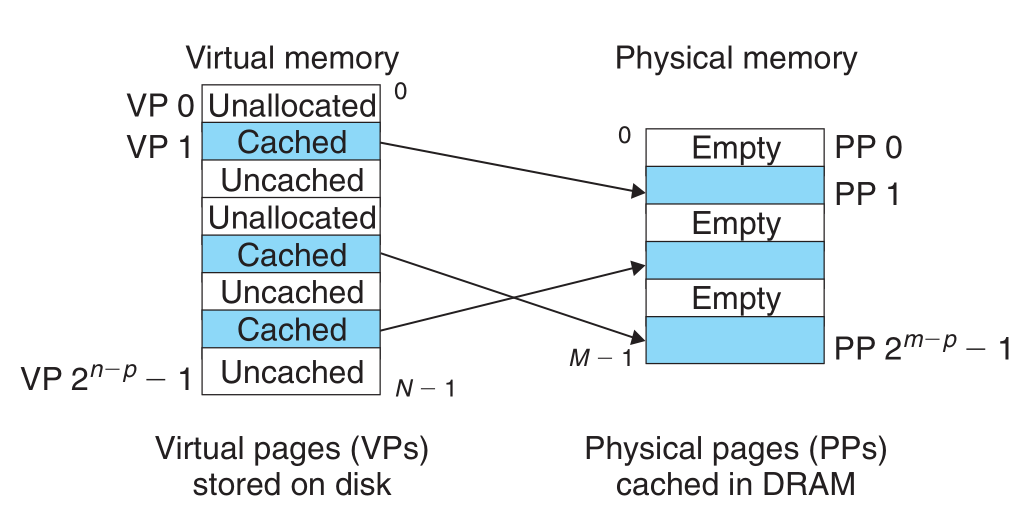 Virtual memory
0
VP 0 Unallocated
VP 1 Cached
Uncached
Unallocated
Cached
Uncached
Cached
VP 2^{n-p} – 1 Uncached
N – 1
Virtual pages (VPs)
stored on disk
Physical memory
0
Empty PP 0
PP 1
Empty
Empty
M – 1
PP 2^{m-p} – 1
Physical pages (PPs)
cached in DRAM